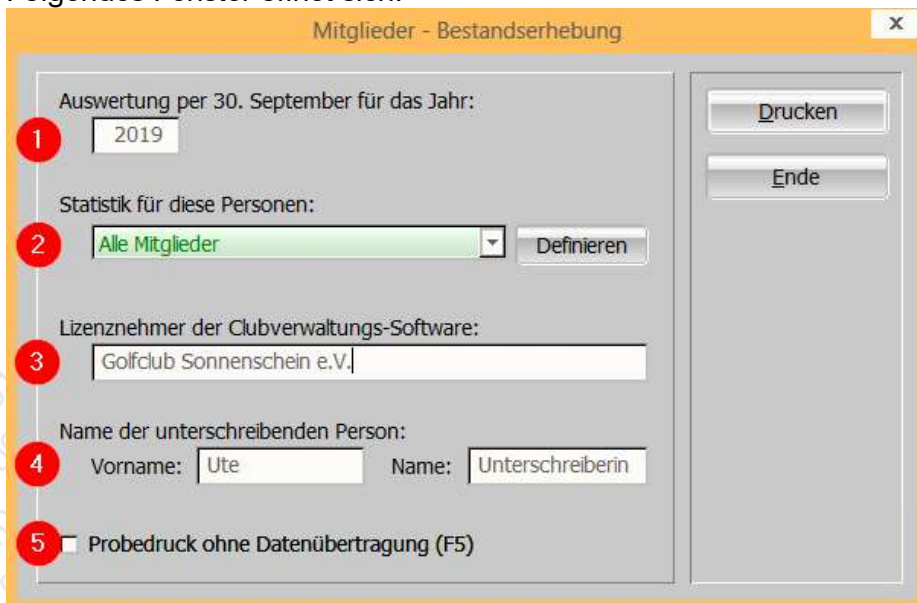 Mitglieder - Bestandserhebung
x
Auswertung per 30. September für das Jahr:
1
2019
Drucken
Ende
Statistik für diese Personen:
2
Alle Mitglieder
Definieren
Lizenznehmer der Clubverwaltungs-Software:
3
Golfclub Sonnenschein e.V.
Name der unterschreibenden Person:
4
Vorname: Ute Name: Unterschreiberin
5
Probedruck ohne Datenübertragung (F5)